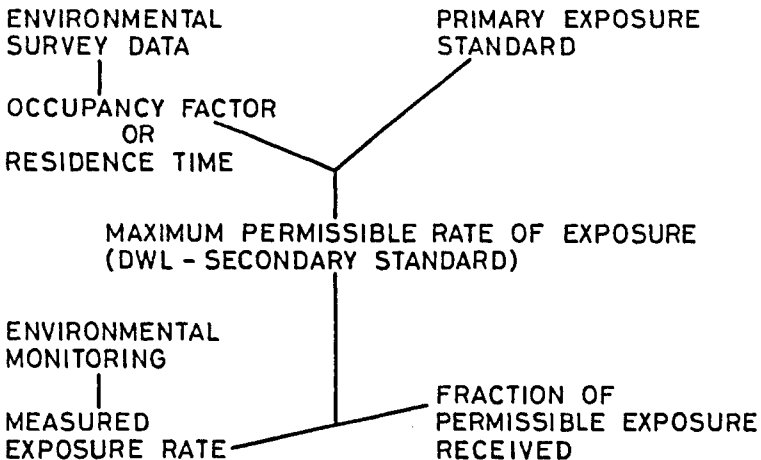 ENVIRONMENTAL
SURVEY DATA
PRIMARY EXPOSURE
STANDARD
OCCUPANCY FACTOR
OR
RESIDENCE TIME
MAXIMUM PERMISSIBLE RATE OF EXPOSURE
(DWL - SECONDARY STANDARD)
ENVIRONMENTAL
MONITORING
MEASURED
EXPOSURE RATE
FRACTION OF
PERMISSIBLE EXPOSURE
RECEIVED